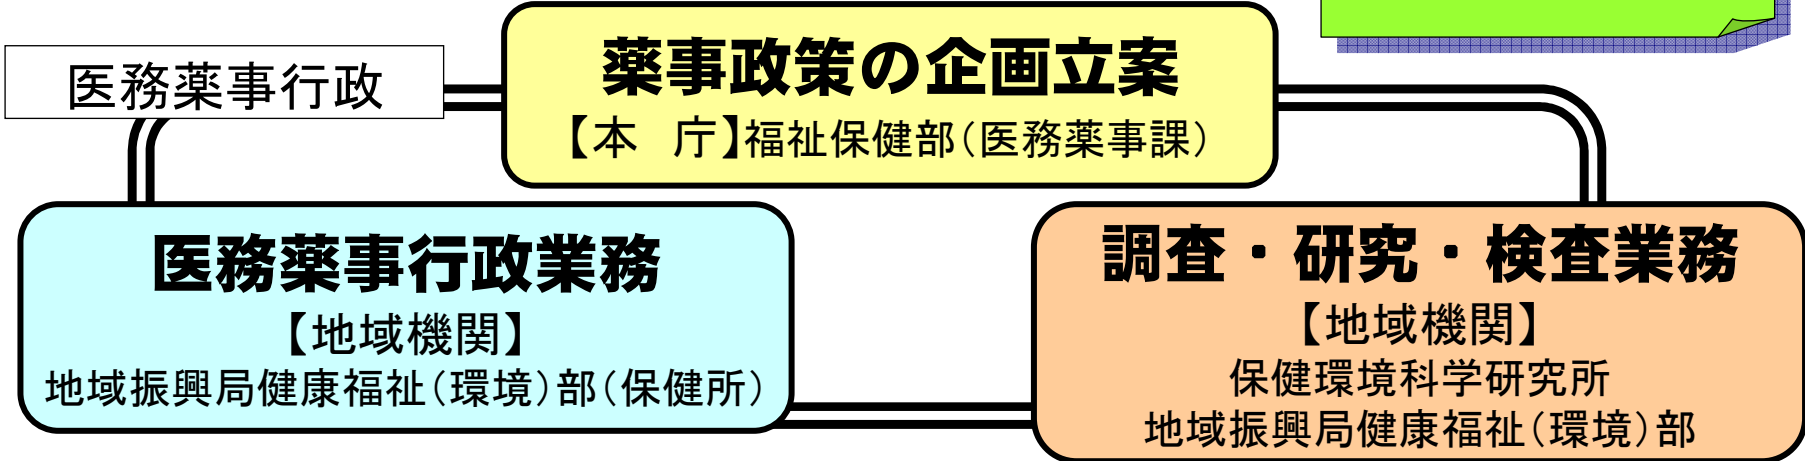 医務薬事行政
薬事政策の企画立案
【本　庁】福祉保健部(医務薬事課)
医務薬事行政業務
【地域機関】
地域振興局健康福祉(環境)部(保健所)
調査・研究・検査業務
【地域機関】
保健環境科学研究所
地域振興局健康福祉(環境)部